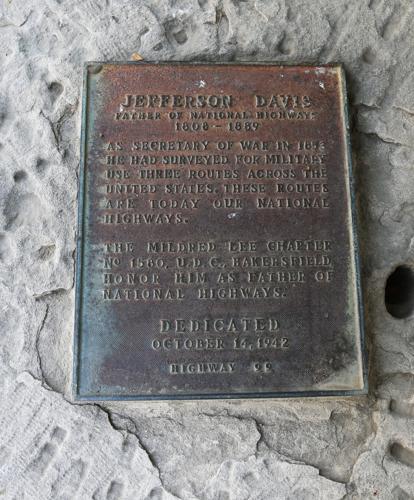 JEFFERSON DAVIS
FATHER OF NATIONAL HIGHWAYS
1808 - 1889
AS SECRETARY OF WAR IN 1853
HE HAD SURVEYED FOR MILITARY
USE THREE ROUTES ACROSS THE
UNITED STATES. THESE ROUTES
ARE TODAY OUR NATIONAL
HIGHWAYS.
THE MILDRED LEE CHAPTER
NO 1580, U.D.C., BAKERSFIELD,
HONOR HIM AS FATHER OF
NATIONAL HIGHWAYS.
DEDICATED
OCTOBER 14, 1942
HIGHWAY 99